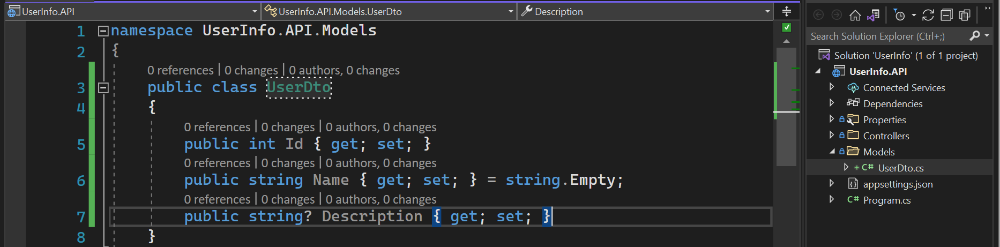 UserInfo.API
UserInfo.API.Models.UserDto
Description
1 namespace UserInfo.API.Models
2 {
0 references | 0 changes | 0 authors, 0 changes
3 public class UserDto
4 {
0 references | 0 changes | 0 authors, 0 changes
5 public int Id { get; set; }
0 references | 0 changes | 0 authors, 0 changes
6 public string Name { get; set; } = string.Empty;
0 references | 0 changes | 0 authors, 0 changes
7 public string? Description { get; set; }
8 }
Search Solution Explorer (Ctrl+;)
Solution 'UserInfo' (1 of 1 project)
UserInfo.API
Connected Services
Dependencies
Properties
Controllers
Models
+ C# UserDto.cs
appsettings.json
C# Program.cs